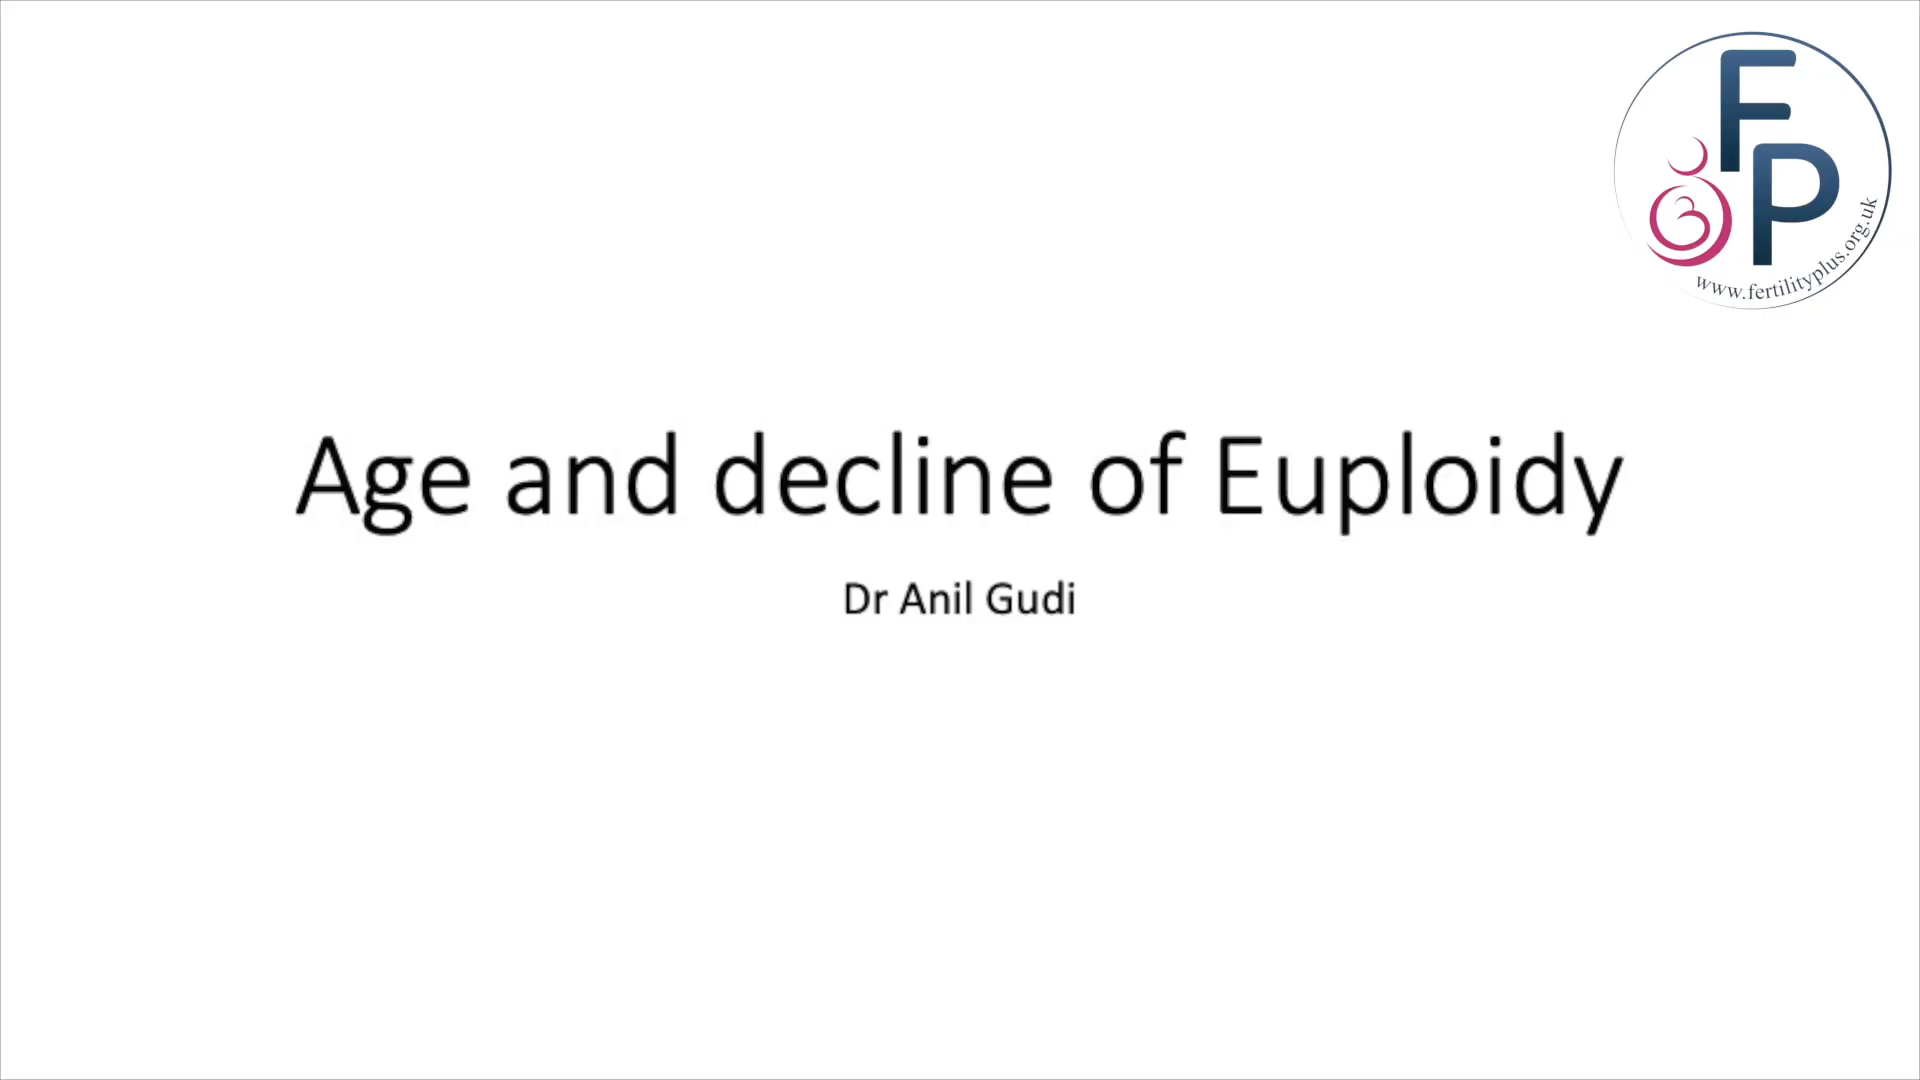 FP
www.fertilityplus.org.uk
Age and decline of Euploidy
Dr Anil Gudi